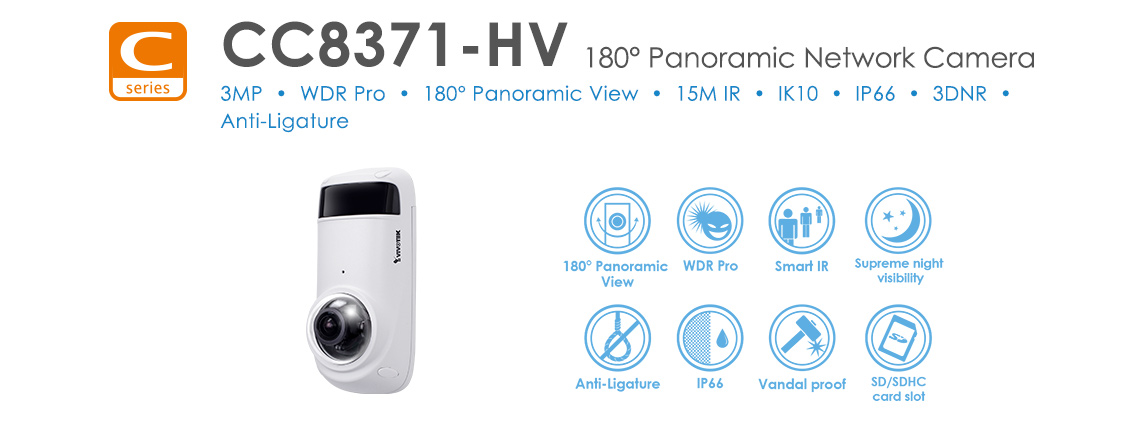 C
series
CC8371-HV 180° Panoramic Network Camera
3MP • WDR Pro • 180° Panoramic View • 15M IR • IK10 • IP66 • 3DNR •
Anti-Ligature
VIVOTEK
180° Panoramic
View
WDR Pro
Smart IR
Supreme night
visibility
Anti-Ligature
IP66
Vandal proof
SD
SD/SDHC
card slot